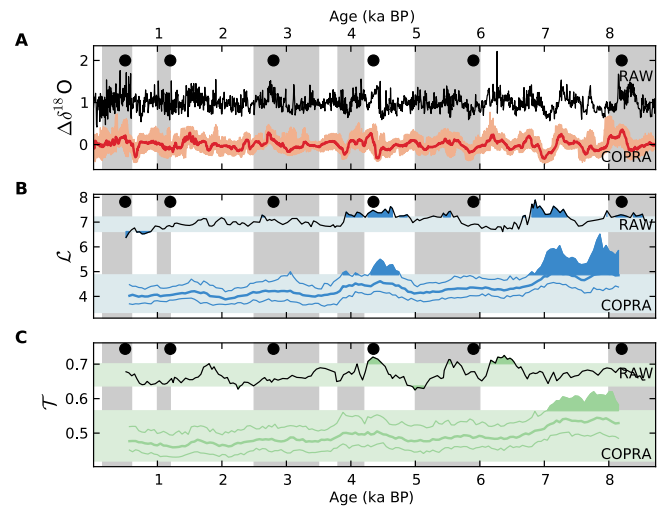 Age (ka BP)
1 2 3 4 5 6 7 8
A
2
1
0
Δδ¹⁸O
RAW
COPRA
B
8
7
6
5
4
ℒ
RAW
COPRA
C
0.7
0.6
0.5
𝒯
RAW
COPRA
1 2 3 4 5 6 7 8
Age (ka BP)